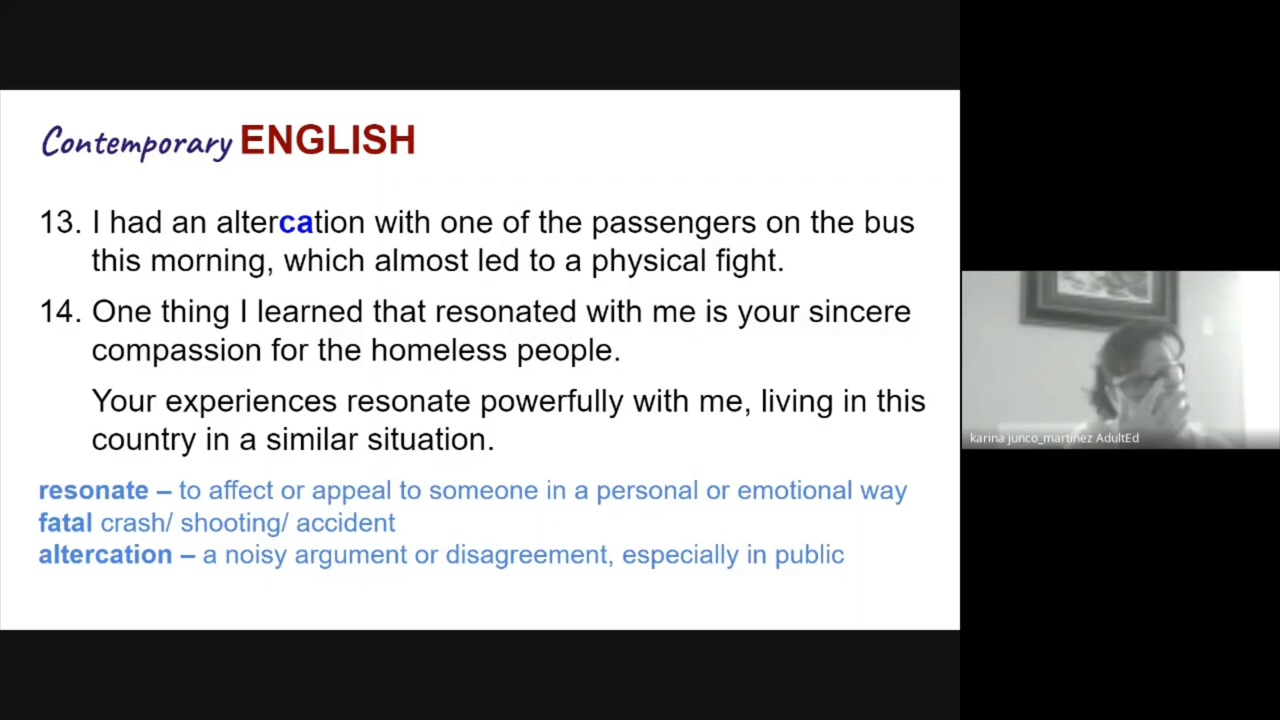 Contemporary ENGLISH
13. I had an altercation with one of the passengers on the bus
this morning, which almost led to a physical fight.
14. One thing I learned that resonated with me is your sincere
compassion for the homeless people.
Your experiences resonate powerfully with me, living in this
country in a similar situation.
resonate – to affect or appeal to someone in a personal or emotional way
fatal crash/ shooting/ accident
altercation – a noisy argument or disagreement, especially in public
karina junco_martinez AdultEd